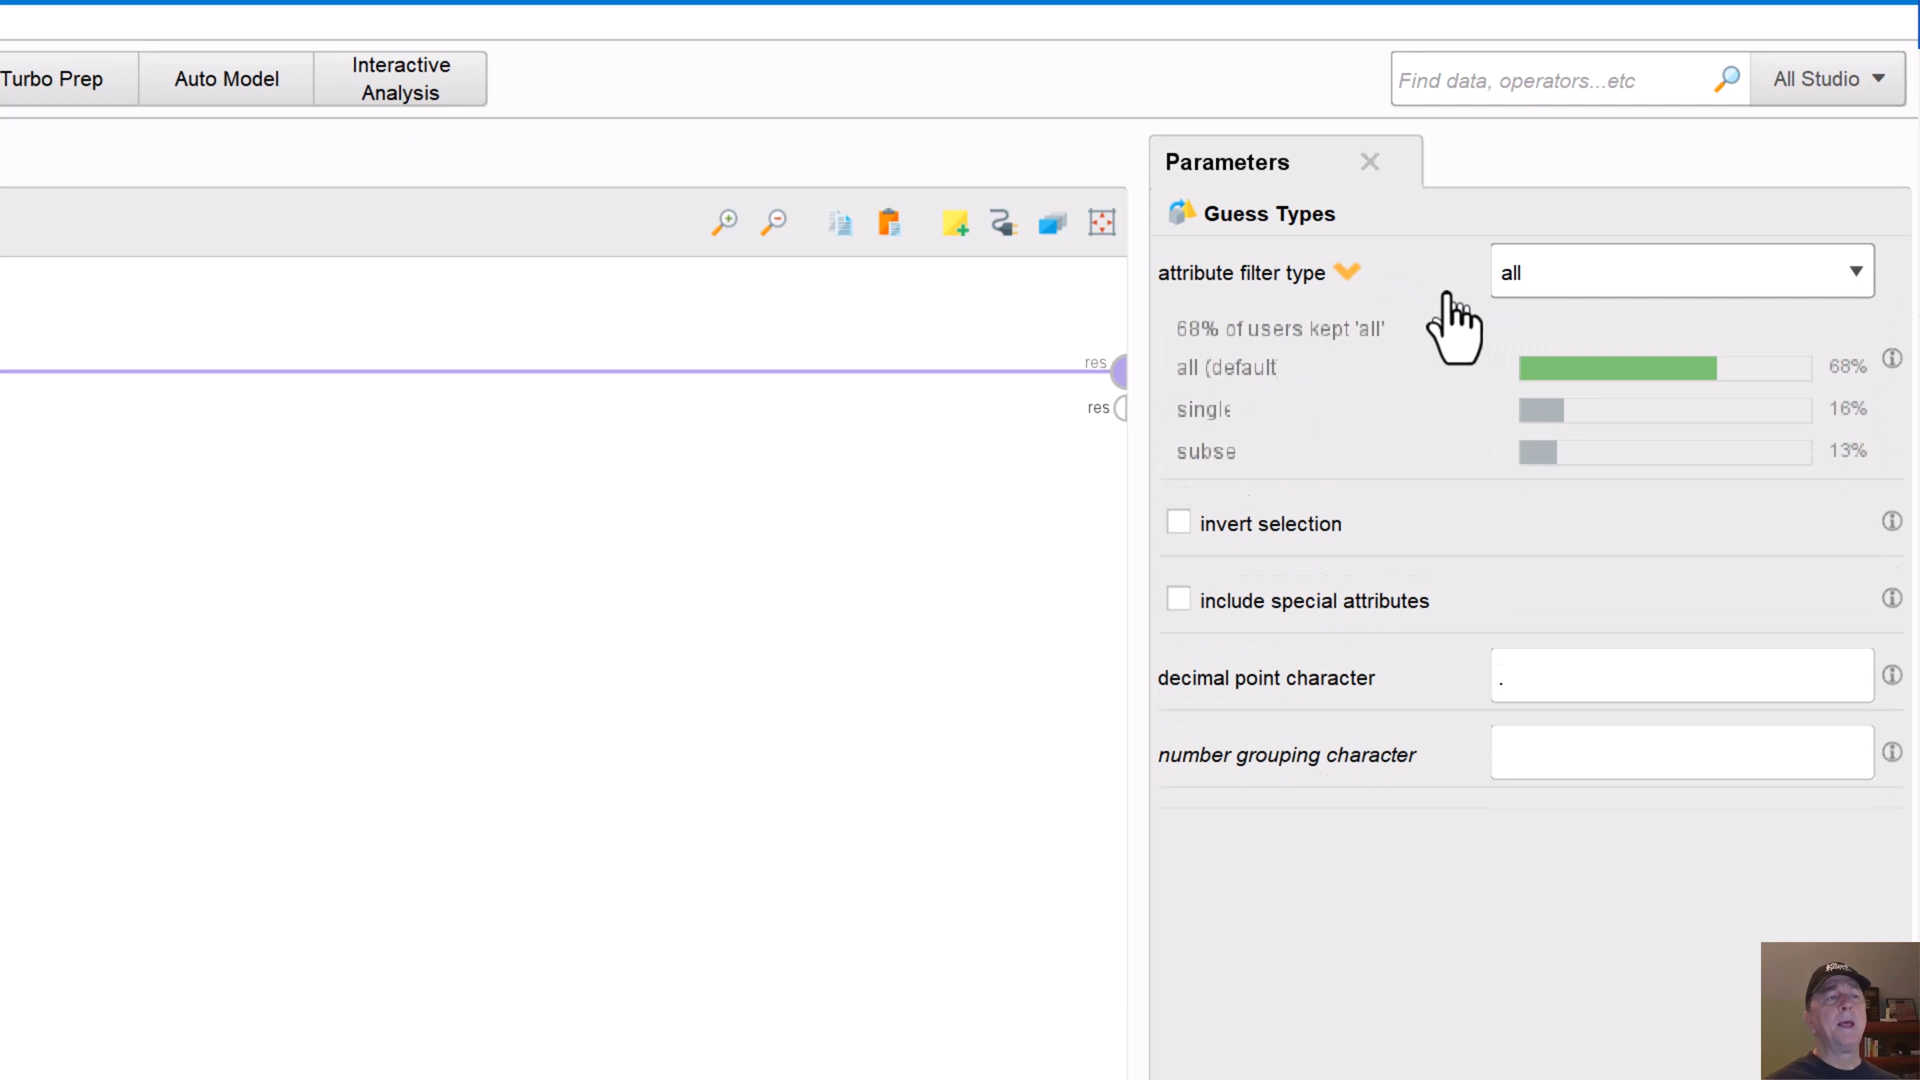 Turbo Prep
Auto Model
Interactive
Analysis
Find data, operators...etc
All Studio
Parameters
Guess Types
attribute filter type
all
68% of users kept 'all'
all (default
68%
single
16%
subse
13%
res
res
invert selection
include special attributes
decimal point character
.
number grouping character